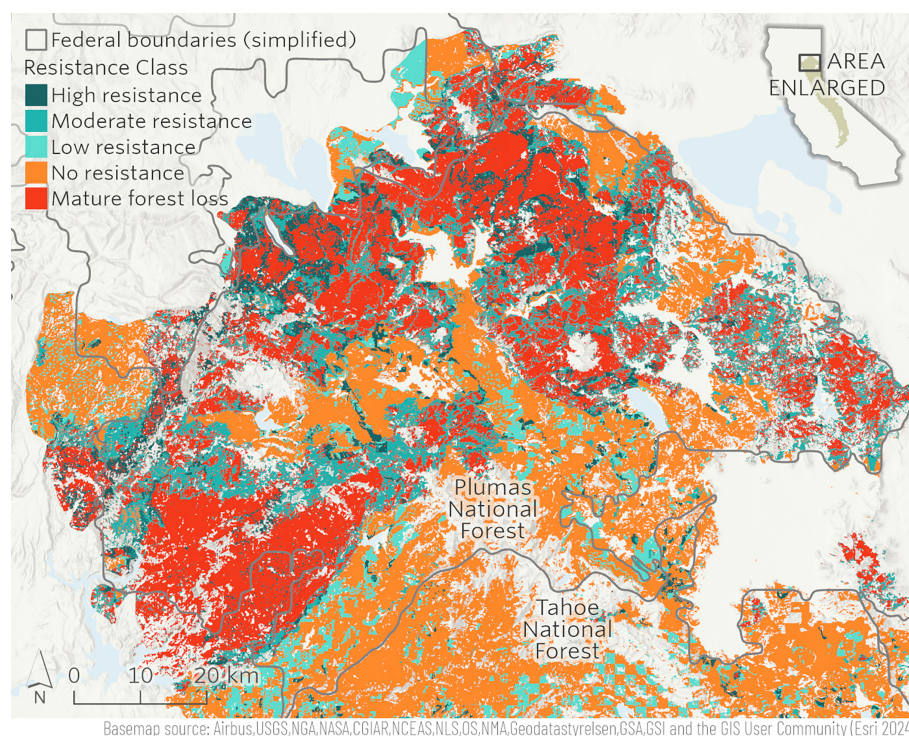 Federal boundaries (simplified)
Resistance Class
High resistance
Moderate resistance
Low resistance
No resistance
Mature forest loss
AREA
ENLARGED
Plumas
National
Forest
Tahoe
National
Forest
0 10 20 km
N
Basemap source: Airbus,USGS,NGA,NASA,CGIAR,NCEAS,NLS,OS,NMA,Geodatastyrelsen,GSA,GSI and the GIS User Community (Esri 2024